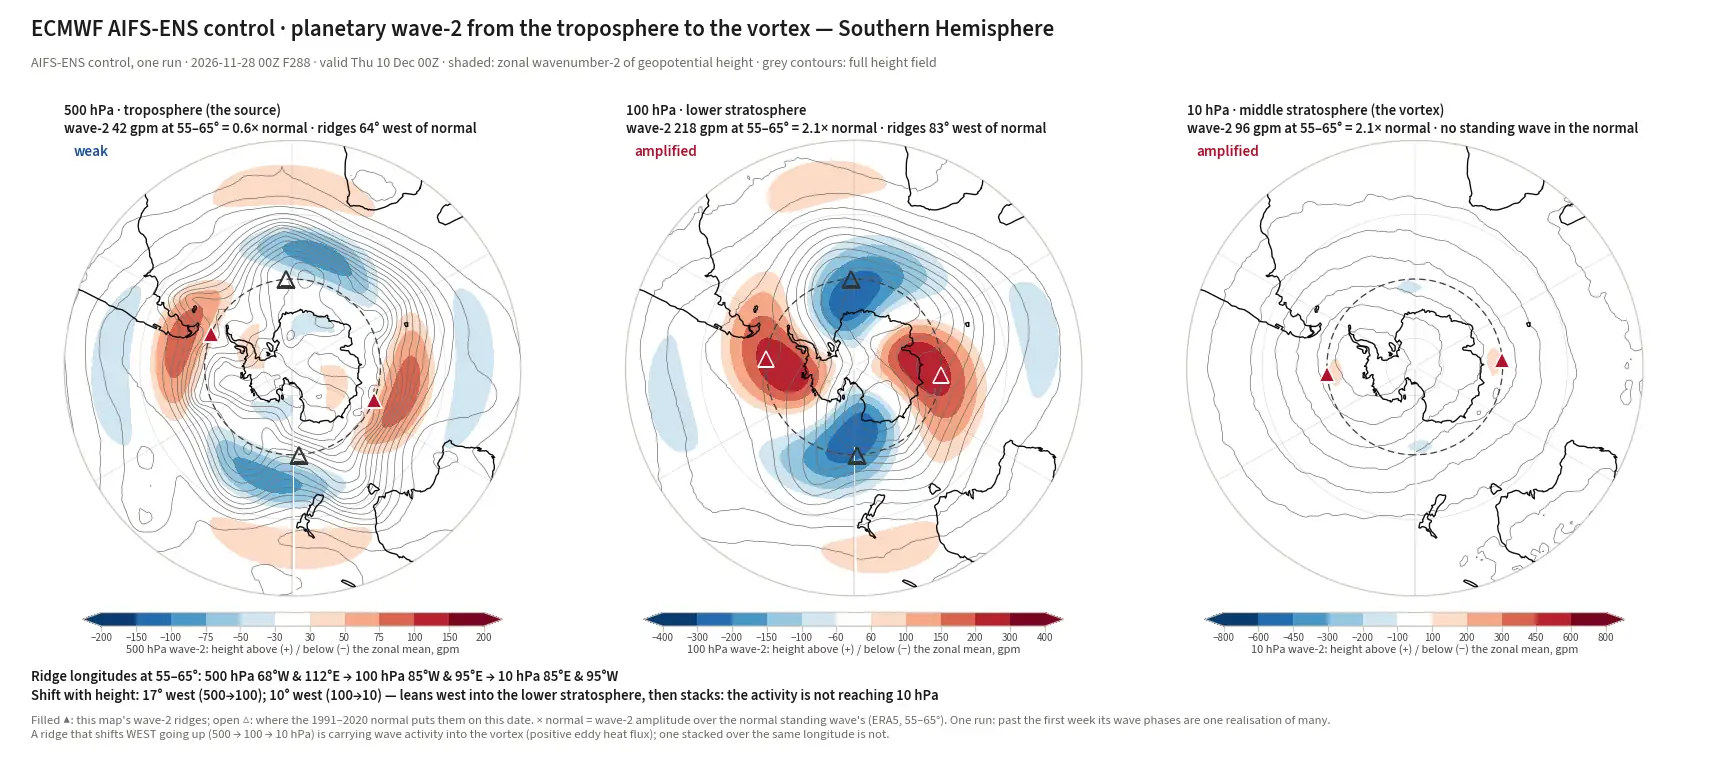 ECMWF AIFS-ENS control · planetary wave-2 from the troposphere to the vortex — Southern Hemisphere
AIFS-ENS control, one run · 2026-11-28 00Z F288 · valid Thu 10 Dec 00Z · shaded: zonal wavenumber-2 of geopotential height · grey contours: full height field
500 hPa · troposphere (the source)
wave-2 42 gpm at 55–65° = 0.6× normal · ridges 64° west of normal
weak
100 hPa · lower stratosphere
wave-2 218 gpm at 55–65° = 2.1× normal · ridges 83° west of normal
amplified
10 hPa · middle stratosphere (the vortex)
wave-2 96 gpm at 55–65° = 2.1× normal · no standing wave in the normal
amplified
−200 −150 −100 −75 −50 −30 30 50 75 100 150 200
500 hPa wave-2: height above (+) / below (−) the zonal mean, gpm
−400 −300 −200 −150 −100 −60 60 100 150 200 300 400
100 hPa wave-2: height above (+) / below (−) the zonal mean, gpm
−800 −600 −450 −300 −200 −100 100 200 300 450 600 800
10 hPa wave-2: height above (+) / below (−) the zonal mean, gpm
Ridge longitudes at 55–65°: 500 hPa 68°W & 112°E → 100 hPa 85°W & 95°E → 10 hPa 85°E & 95°W
Shift with height: 17° west (500→100); 10° west (100→10) — leans west into the lower stratosphere, then stacks: the activity is not reaching 10 hPa
Filled ▲: this map's wave-2 ridges; open △: where the 1991–2020 normal puts them on this date. × normal = wave-2 amplitude over the normal standing wave's (ERA5, 55–65°). One run: past the first week its wave phases are one realisation of many.
A ridge that shifts WEST going up (500 → 100 → 10 hPa) is carrying wave activity into the vortex (positive eddy heat flux); one stacked over the same longitude is not.